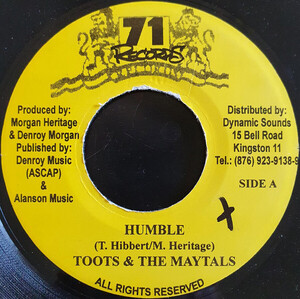 71
RECORDS
Produced by:
Morgan Heritage
& Denroy Morgan
Published by:
Denroy Music
(ASCAP)
& Alanson Music
Distributed by:
Dynamic Sounds
15 Bell Road
Kingston 11
Tel.: (876) 923-9138-9
SIDE A
HUMBLE
(T. Hibbert/M. Heritage)
TOOTS & THE MAYTALS
ALL RIGHTS RESERVED